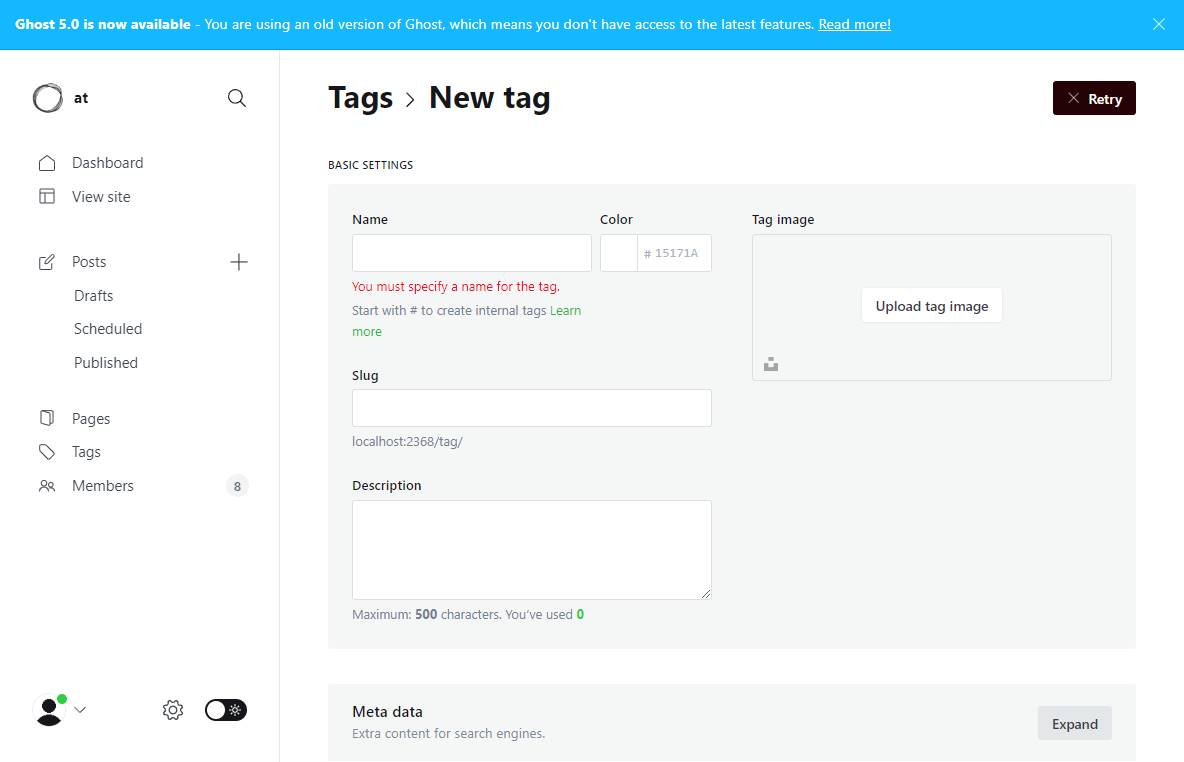 Ghost 5.0 is now available - You are using an old version of Ghost, which means you don't have access to the latest features. Read more!
at
Dashboard
View site
Posts
Drafts
Scheduled
Published
Pages
Tags
Members 8
Tags > New tag
Retry
BASIC SETTINGS
Name
Color
# 15171A
You must specify a name for the tag.
Start with # to create internal tags Learn
more
Slug
localhost:2368/tag/
Description
Maximum: 500 characters. You’ve used 0
Tag image
Upload tag image
Meta data
Extra content for search engines.
Expand